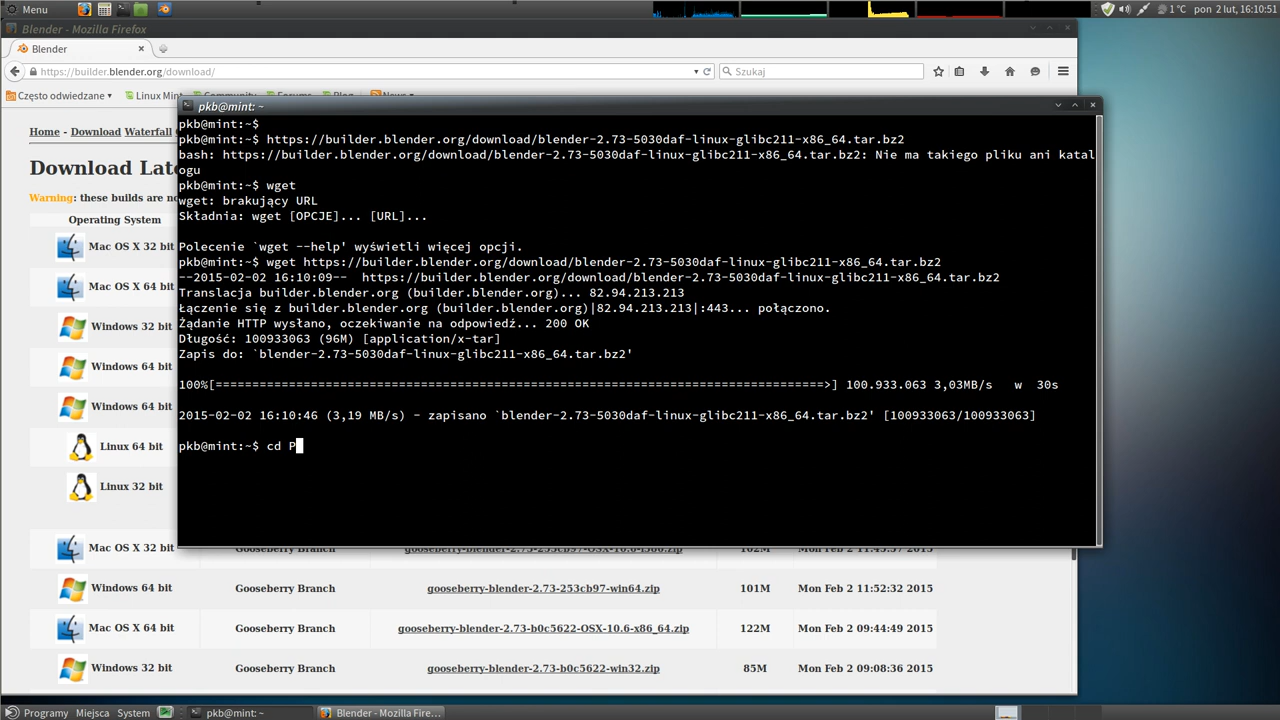 Menu
1 °C pon 2 lut, 16:10:51
Blender - Mozilla Firefox
Blender
https://builder.blender.org/download/
Szukaj
Często odwiedzane
Linux Mint
News
Home - Download Waterfall
Download Lat
Warning: these builds are no
Operating System
Mac OS X 32 bit
Mac OS X 64 bit
Windows 32 bit
Windows 64 bit
Windows 64 bit
Linux 64 bit
Linux 32 bit
pkb@mint: ~
pkb@mint:~$
pkb@mint:~$ https://builder.blender.org/download/blender-2.73-5030daf-linux-glibc211-x86_64.tar.bz2
bash: https://builder.blender.org/download/blender-2.73-5030daf-linux-glibc211-x86_64.tar.bz2: Nie ma takiego pliku ani katal
ogu
pkb@mint:~$ wget
wget: brakujący URL
Składnia: wget [OPCJE]... [URL]...
Polecenie `wget --help' wyświetli więcej opcji.
pkb@mint:~$ wget https://builder.blender.org/download/blender-2.73-5030daf-linux-glibc211-x86_64.tar.bz2
--2015-02-02 16:10:09-- https://builder.blender.org/download/blender-2.73-5030daf-linux-glibc211-x86_64.tar.bz2
Translacja builder.blender.org (builder.blender.org)... 82.94.213.213
Łączenie się z builder.blender.org (builder.blender.org)|82.94.213.213|:443... połączono.
Żądanie HTTP wysłano, oczekiwanie na odpowiedź... 200 OK
Długość: 100933063 (96M) [application/x-tar]
Zapis do: `blender-2.73-5030daf-linux-glibc211-x86_64.tar.bz2'
100%[===================================================================================>] 100.933.063 3,03MB/s w 30s
2015-02-02 16:10:46 (3,19 MB/s) - zapisano `blender-2.73-5030daf-linux-glibc211-x86_64.tar.bz2' [100933063/100933063]
pkb@mint:~$ cd P
Mac OS X 32 bit Gooseberry Branch 102M Mon Feb 2 2015
Windows 64 bit Gooseberry Branch gooseberry-blender-2.73-253cb97-win64.zip 101M Mon Feb 2 11:52:32 2015
Mac OS X 64 bit Gooseberry Branch gooseberry-blender-2.73-b0c5622-OSX-10.6-x86_64.zip 122M Mon Feb 2 09:44:49 2015
Windows 32 bit Gooseberry Branch gooseberry-blender-2.73-b0c5622-win32.zip 85M Mon Feb 2 09:08:36 2015
Programy Miejsca System pkb@mint: ~ Blender - Mozilla Fire...